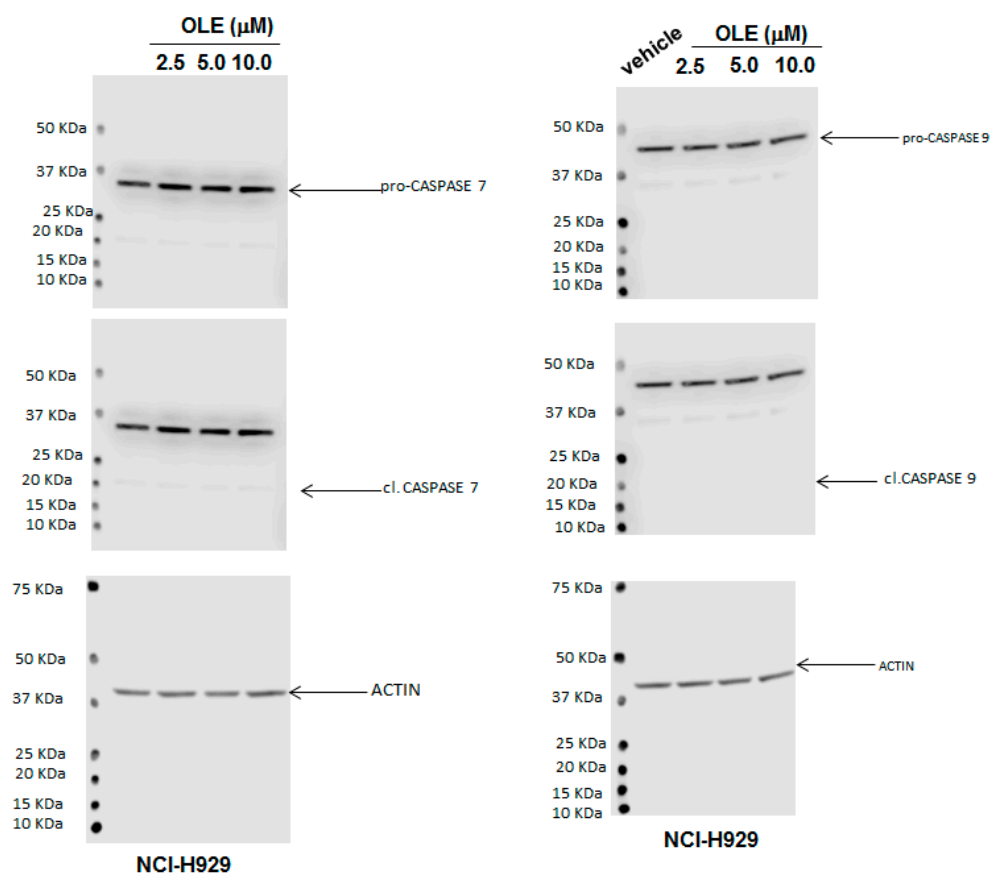 OLE (µM)
2.5 5.0 10.0
50 KDa
37 KDa
pro-CASPASE 7
25 KDa
20 KDa
15 KDa
10 KDa
50 KDa
37 KDa
25 KDa
20 KDa
cl. CASPASE 7
15 KDa
10 KDa
75 KDa
50 KDa
37 KDa
ACTIN
25 KDa
20 KDa
15 KDa
10 KDa
NCI-H929
vehicle
OLE (µM)
2.5 5.0 10.0
50 KDa
pro-CASPASE 9
37 KDa
25 KDa
20 KDa
15 KDa
10 KDa
50 KDa
37 KDa
25 KDa
20 KDa
cl.CASPASE 9
15 KDa
10 KDa
75 KDa
50 KDa
ACTIN
37 KDa
25 KDa
20 KDa
15 KDa
10 KDa
NCI-H929